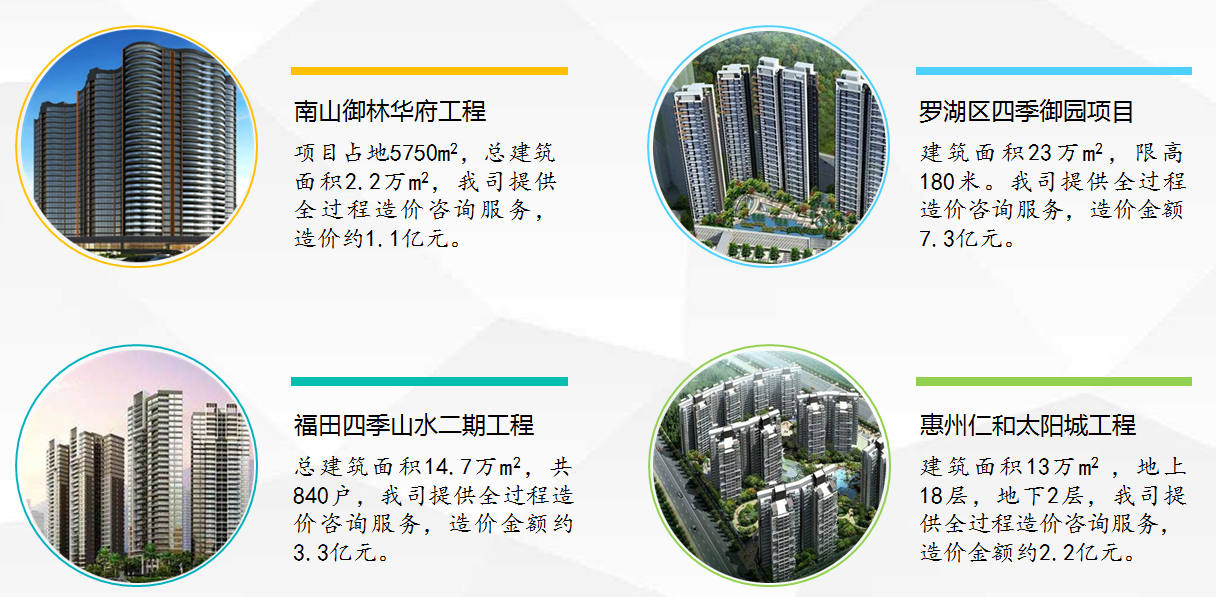 南山御林华府工程
项目占地5750m²，总建筑
面积2.2万m²，我司提供
全过程造价咨询服务，
造价约1.1亿元。
罗湖区四季御园项目
建筑面积23万m²，限高
180米。我司提供全过程
造价咨询服务，造价金额
7.3亿元。
福田四季山水二期工程
总建筑面积14.7万m²，共
840户，我司提供全过程造
价咨询服务，造价金额约
3.3亿元。
惠州仁和太阳城工程
建筑面积13万m²，地上
18层，地下2层，我司提
供全过程造价咨询服务，
造价金额约2.2亿元。